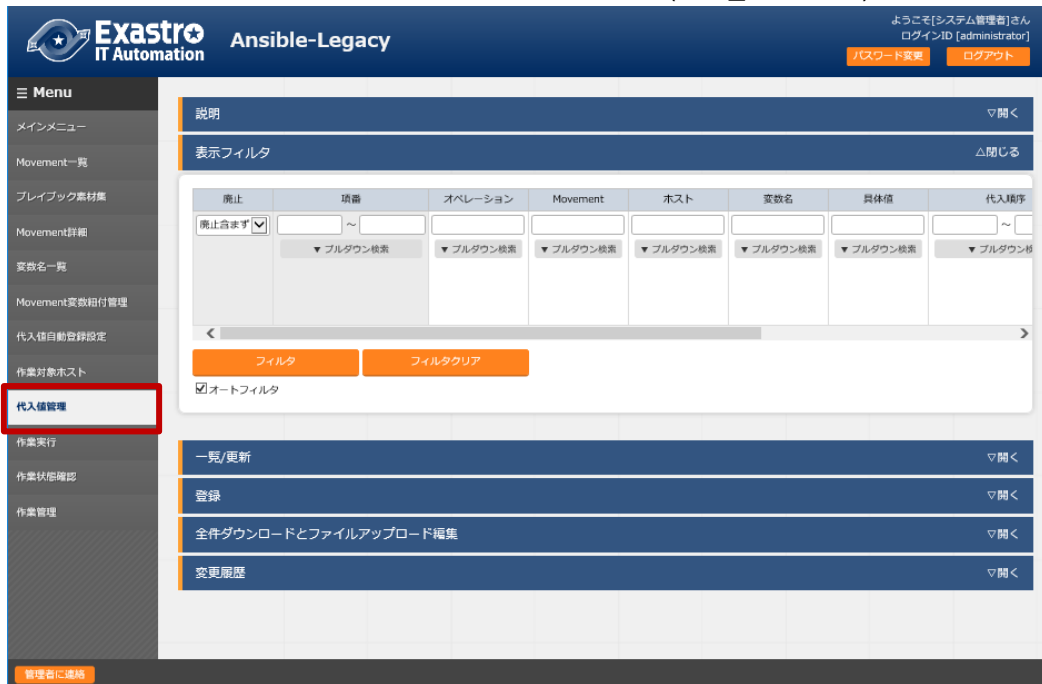 ようこそ[システム管理者]さん
ログインID [administrator]
Exastro
IT Automation
Ansible-Legacy
パスワード変更 ログアウト
Menu
メインメニュー
Movement一覧
プレイブック素材集
Movement詳細
変数名一覧
Movement変数紐付管理
代入値自動登録設定
作業対象ホスト
代入値管理
作業実行
作業状態確認
作業管理
説明 ▽開く
表示フィルタ △閉じる
廃止 項番 オペレーション Movement ホスト 変数名 具体値 代入順序
廃止含まず ～ ～
▼ プルダウン検索 ▼ プルダウン検索 ▼ プルダウン検索 ▼ プルダウン検索 ▼ プルダウン検索 ▼ プルダウン検索 ▼ プルダウン検
フィルタ フィルタクリア
オートフィルタ
一覧/更新 ▽開く
登録 ▽開く
全件ダウンロードとファイルアップロード編集 ▽開く
変更履歴 ▽開く
管理者に連絡